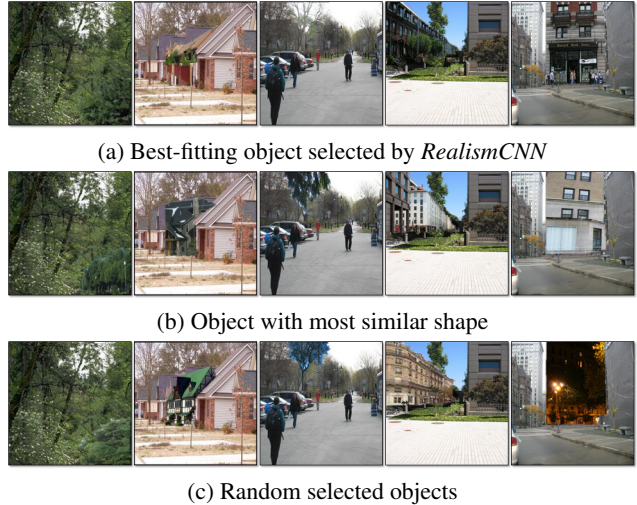 (a) Best-fitting object selected by RealismCNN
(b) Object with most similar shape
(c) Random selected objects